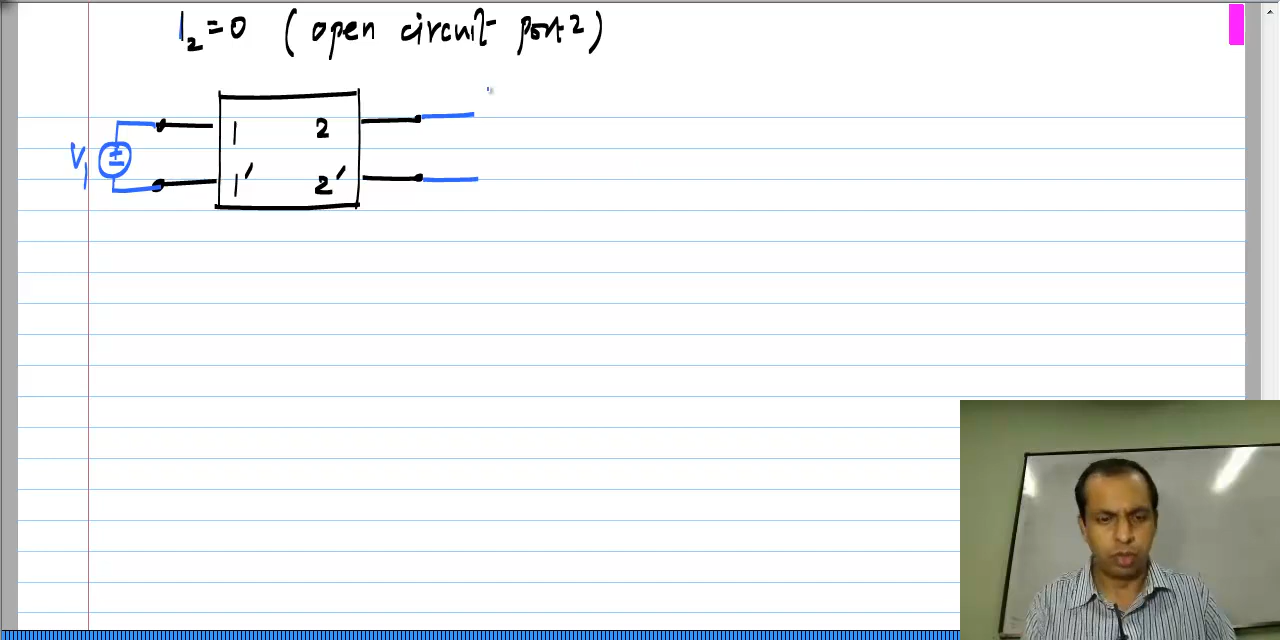 I₂ = 0 ( open circuit port 2 )
1 2
V₁ ±
1′ 2′